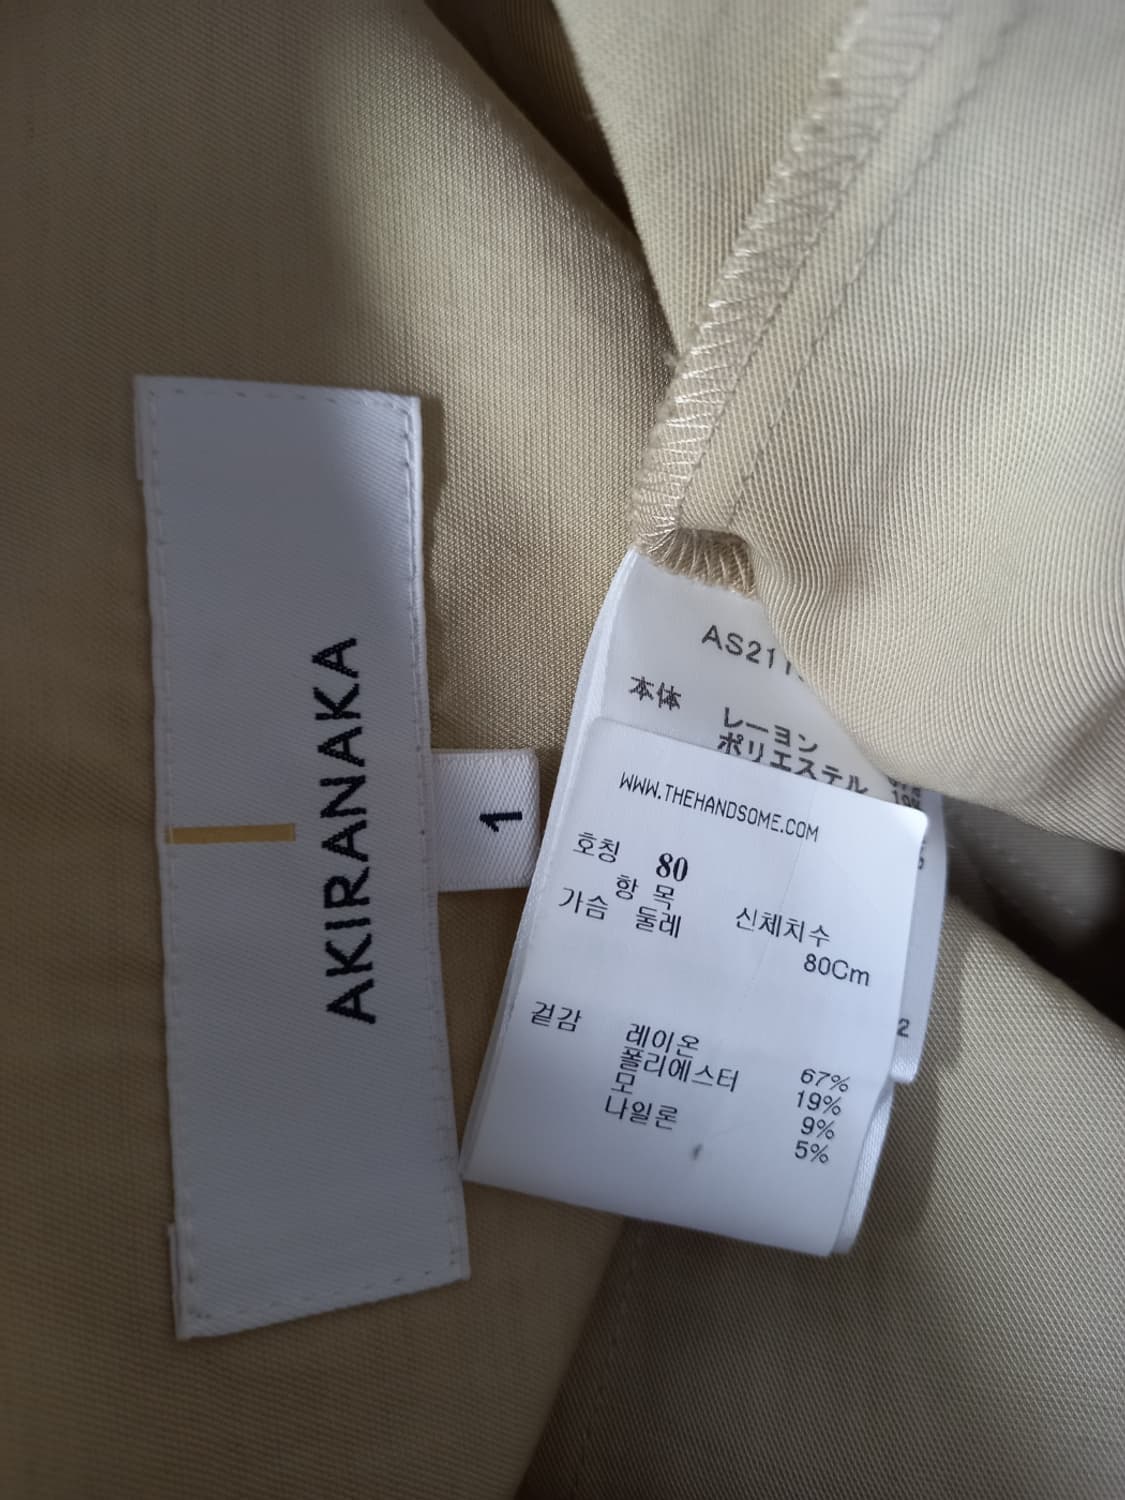 AKIRANAKA
1
AS211
本体
レーヨン
ポリエステル
WWW.THEHANDSOME.COM
호칭 80
항 목 신체치수
가슴 둘레 80Cm
겉감 레이온 67%
폴리에스터 19%
모 9%
나일론 5%
2